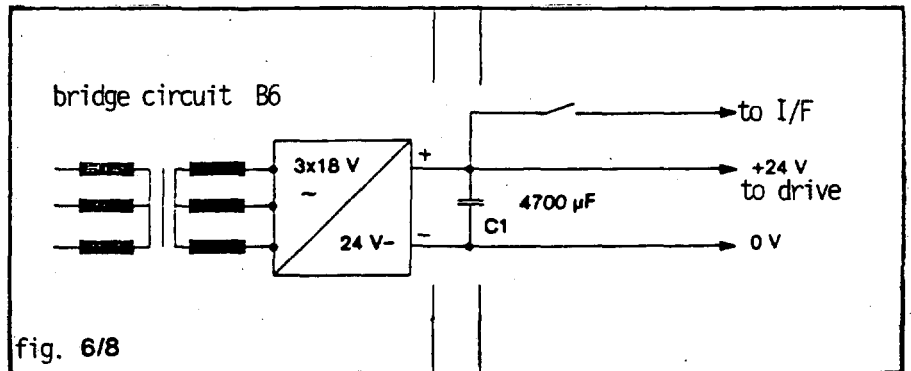 bridge circuit B6
to I/F
3x18 V
~
+
+24 V
to drive
4700 µF
C1
24 V-
-
0 V
fig. 6/8